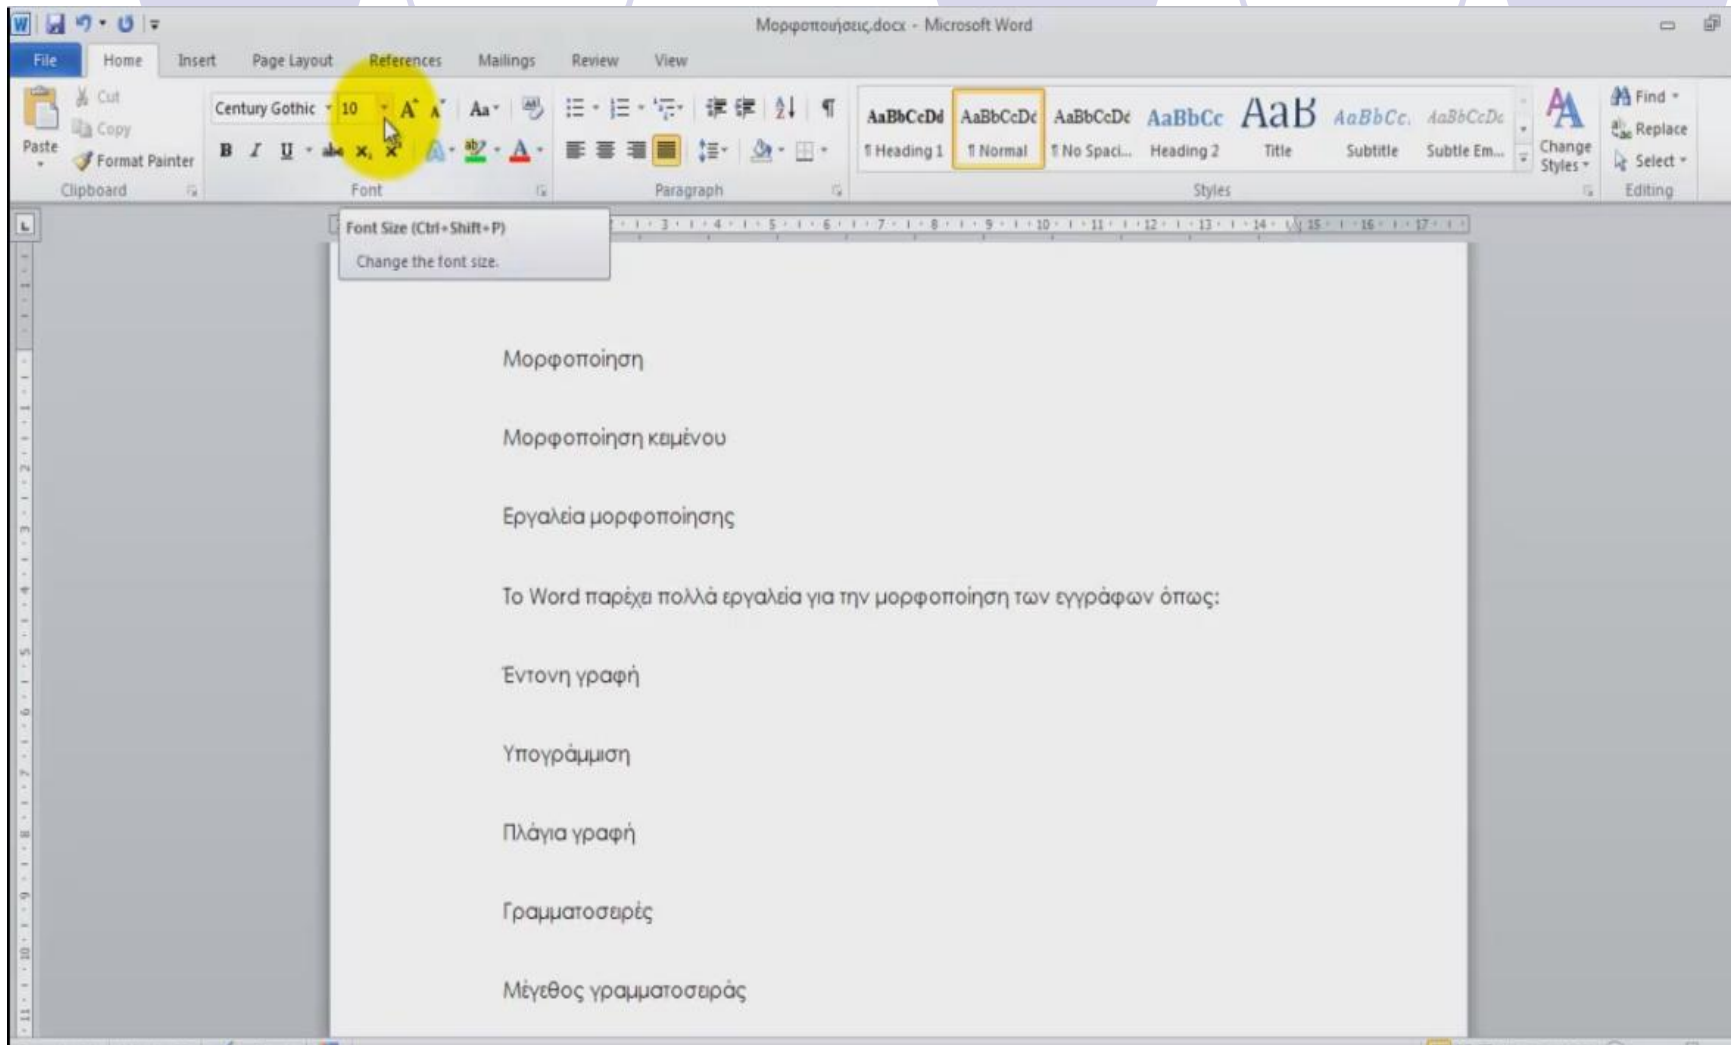 Μορφοποιήσεις.docx - Microsoft Word
File Home Insert Page Layout References Mailings Review View
Cut
Copy
Paste
Format Painter
Clipboard
Century Gothic 10
Font
Paragraph
AaBbCcDd AaBbCcDc AaBbCcDc AaBbCc AaB AaBbCc. AaBbCcDc
¶ Heading 1 ¶ Normal ¶ No Spaci... Heading 2 Title Subtitle Subtle Em...
Change Styles
Styles
Find
Replace
Select
Editing
Font Size (Ctrl+Shift+P)
Change the font size.
Μορφοποίηση
Μορφοποίηση κειμένου
Εργαλεία μορφοποίησης
Το Word παρέχει πολλά εργαλεία για την μορφοποίηση των εγγράφων όπως:
Έντονη γραφή
Υπογράμμιση
Πλάγια γραφή
Γραμματοσειρές
Μέγεθος γραμματοσειράς